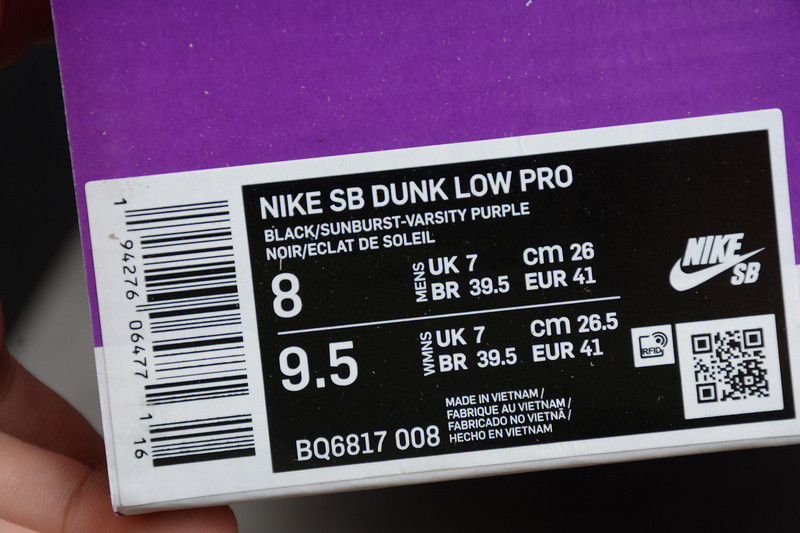 NIKE SB DUNK LOW PRO
BLACK/SUNBURST-VARSITY PURPLE
NOIR/ECLAT DE SOLEIL
8
MENS
UK 7 cm 26
BR 39.5 EUR 41
9.5
WMNS
UK 7 cm 26.5
BR 39.5 EUR 41
BQ6817 008
MADE IN VIETNAM /
FABRIQUE AU VIETNAM /
FABRICADO NO VIETNÃ /
HECHO EN VIETNAM
1 94276 06477 1 16
NIKE
SB
RFID